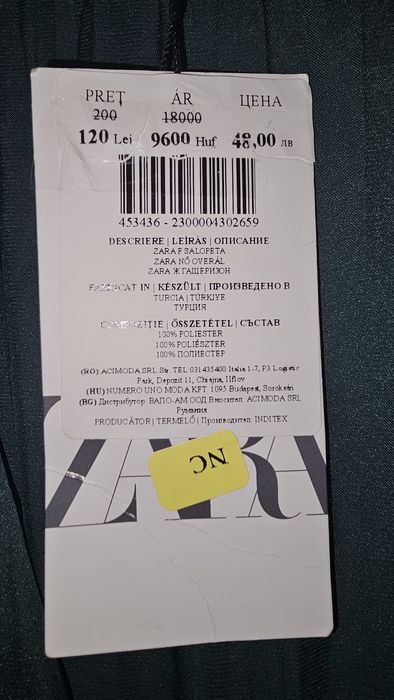 PREȚ ÁR ЦЕНА
200 18000
120 Lei 9600 Huf 48,00 лв
453436 - 2300004302659
DESCRIERE | LEÍRÁS | ОПИСАНИЕ
ZARA F SALOPETA
ZARA NŐ OVERÁL
ZARA Ж ГАЩЕРИЗОН
FABRICAT IN | KÉSZÜLT | ПРОИЗВЕДЕНО В
TURCIA | TÜRKIYE
ТУРЦИЯ
COMPOZIȚIE | ÖSSZETÉTEL | СЪСТАВ
100% POLIESTER
100% POLIÉSZTER
100% ПОЛИЕСТЕР
(RO) ACIMODA SRL Str. TEL 031435400 Italia 1-7, P3 Logistic
Park, Depozit 11, Chiajna, Ilfov
(HU) NUMERO UNO MODA KFT. 1095 Budapest, Soroksári
(BG) Дистрибутор: ВАПО-АМ ООД Вносител: ACIMODA SRL
Румъния
PRODUCĂTOR | TERMELŐ | Производител: INDITEX
NC
ZARA